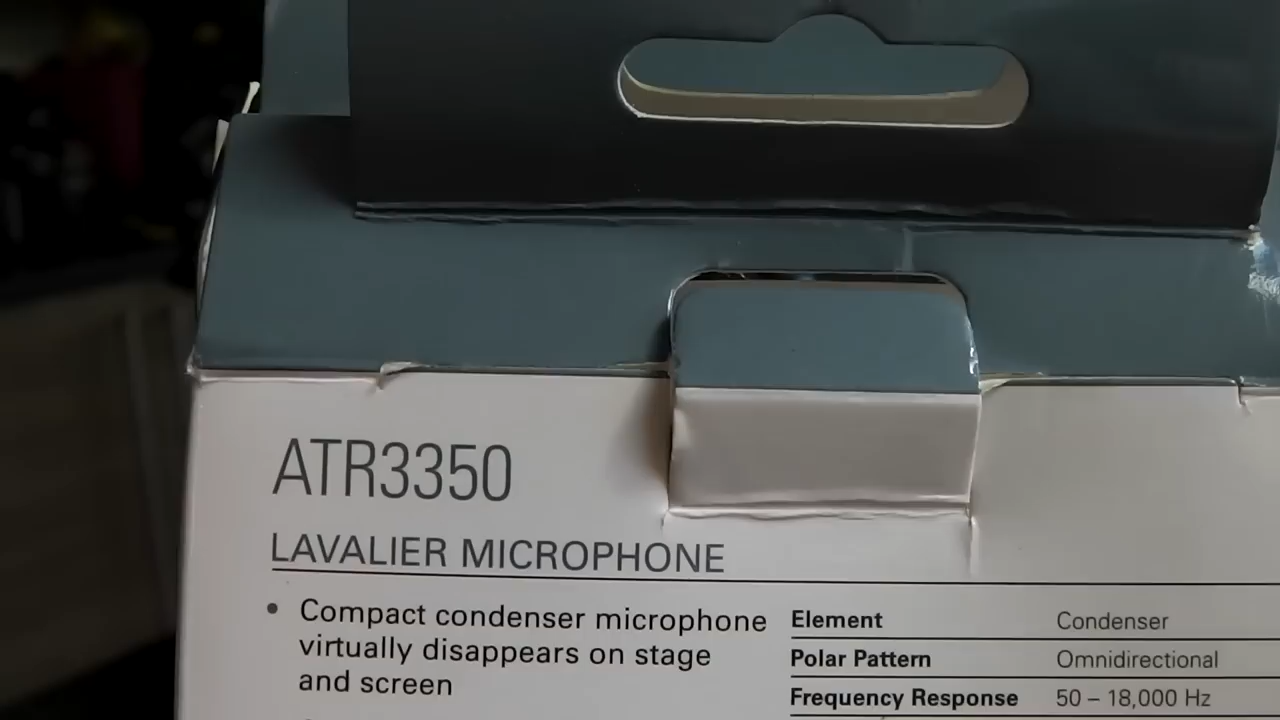 ATR3350
LAVALIER MICROPHONE
• Compact condenser microphone
virtually disappears on stage
and screen
Element Condenser
Polar Pattern Omnidirectional
Frequency Response 50 – 18,000 Hz